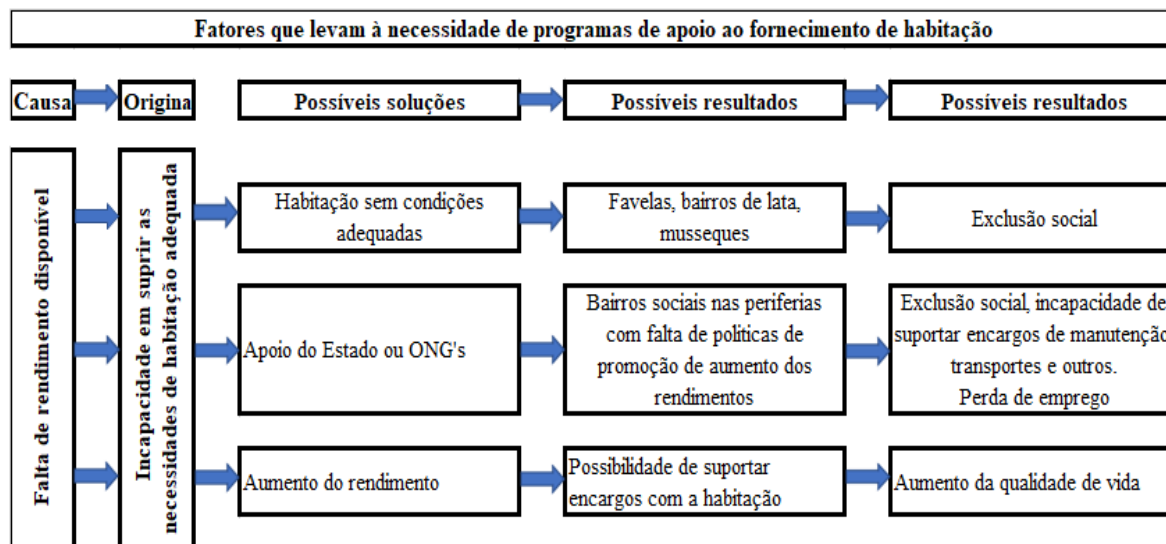 Fatores que levam à necessidade de programas de apoio ao fornecimento de habitação
Causa
Origina
Possíveis soluções
Possíveis resultados
Possíveis resultados
Falta de rendimento disponível
Incapacidade em suprir as
necessidades de habitação adequada
Habitação sem condições
adequadas
Favelas, bairos de lata,
musseques
Exclusão social
Apoio do Estado ou ONG's
Bairros sociais nas periferias
com falta de políticas de
promoção de aumento dos
rendimentos
Exclusão social, incapacidade de
suportar encargos de manutenção
transportes e outros.
Perda de emprego
Aumento do rendimento
Possibilidade de suportar
encargos com a habitação
Aumento da qualidade de vida